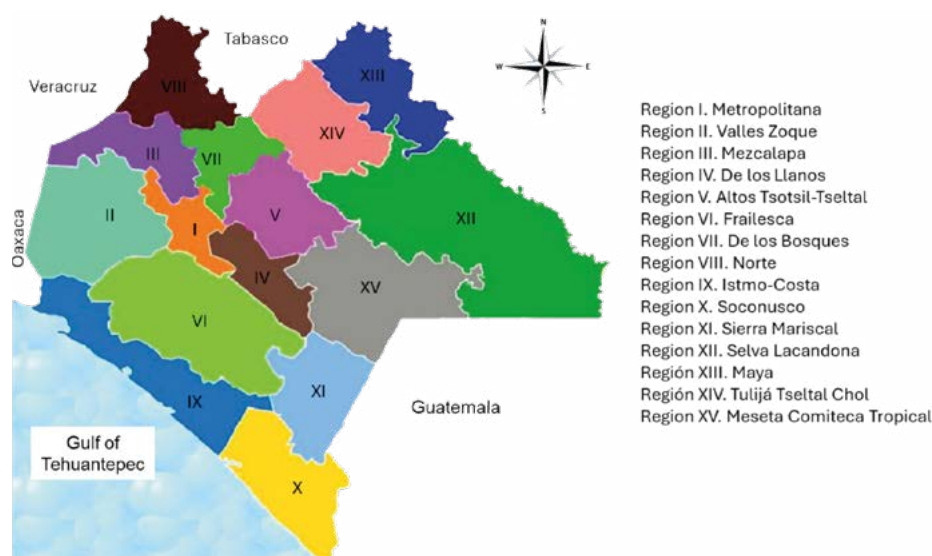 Tabasco
Veracruz
Oaxaca
Guatemala
Gulf of
Tehuantepec
N
W
E
S
VIII
XIII
XIV
III
VII
II
I
V
XII
IV
XV
VI
IX
XI
X
Region I. Metropolitana
Region II. Valles Zoque
Region III. Mezcalapa
Region IV. De los Llanos
Region V. Altos Tsotsil-Tseltal
Region VI. Frailesca
Region VII. De los Bosques
Region VIII. Norte
Region IX. Istmo-Costa
Region X. Soconusco
Region XI. Sierra Mariscal
Region XII. Selva Lacandona
Región XIII. Maya
Región XIV. Tulijá Tseltal Chol
Region XV. Meseta Comiteca Tropical